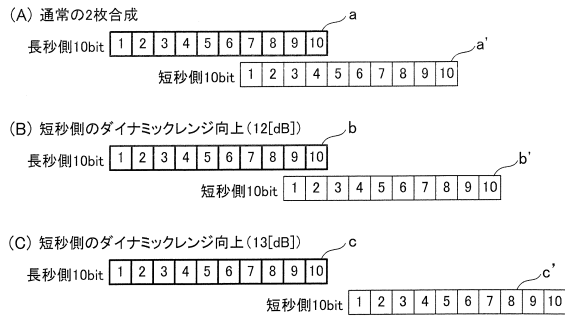 (A) 通常の2枚合成
a
長秒側10bit 1 2 3 4 5 6 7 8 9 10
a'
短秒側10bit 1 2 3 4 5 6 7 8 9 10
(B) 短秒側のダイナミックレンジ向上(12[dB])
b
長秒側10bit 1 2 3 4 5 6 7 8 9 10
b'
短秒側10bit 1 2 3 4 5 6 7 8 9 10
(C) 短秒側のダイナミックレンジ向上(13[dB])
c
長秒側10bit 1 2 3 4 5 6 7 8 9 10
c'
短秒側10bit 1 2 3 4 5 6 7 8 9 10